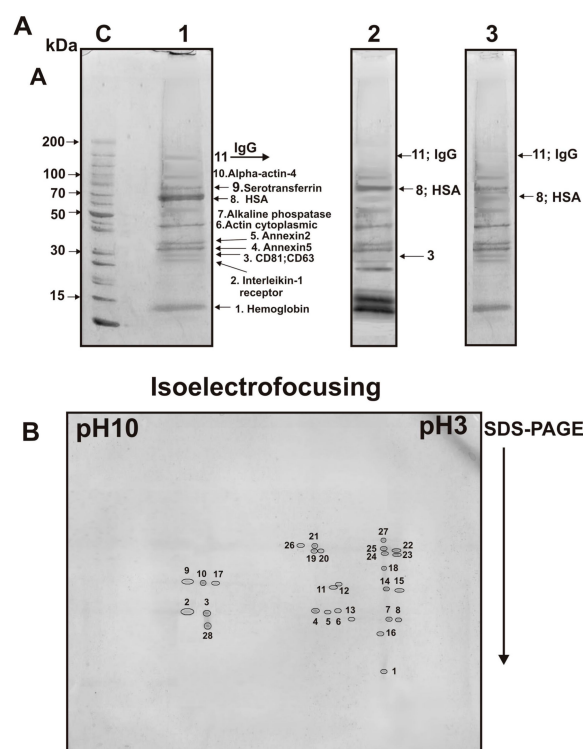 A
kDa
C 1 2 3
A
200
100
70
50
30
15
11 IgG
10.Alpha-actin-4
9.Serotransferrin
8. HSA
7.Alkaline phospatase
6.Actin cytoplasmic
5. Annexin2
4. Annexin5
3. CD81;CD63
2. Interleikin-1
receptor
1. Hemoglobin
11; IgG
8; HSA
3
11; IgG
8; HSA
Isoelectrofocusing
B
pH10 pH3
SDS-PAGE
27
21
26 25 22
19 20 24 23
18
9 10 17 14 15
11 12
2 3 13 7 8
4 5 6
28 16
1